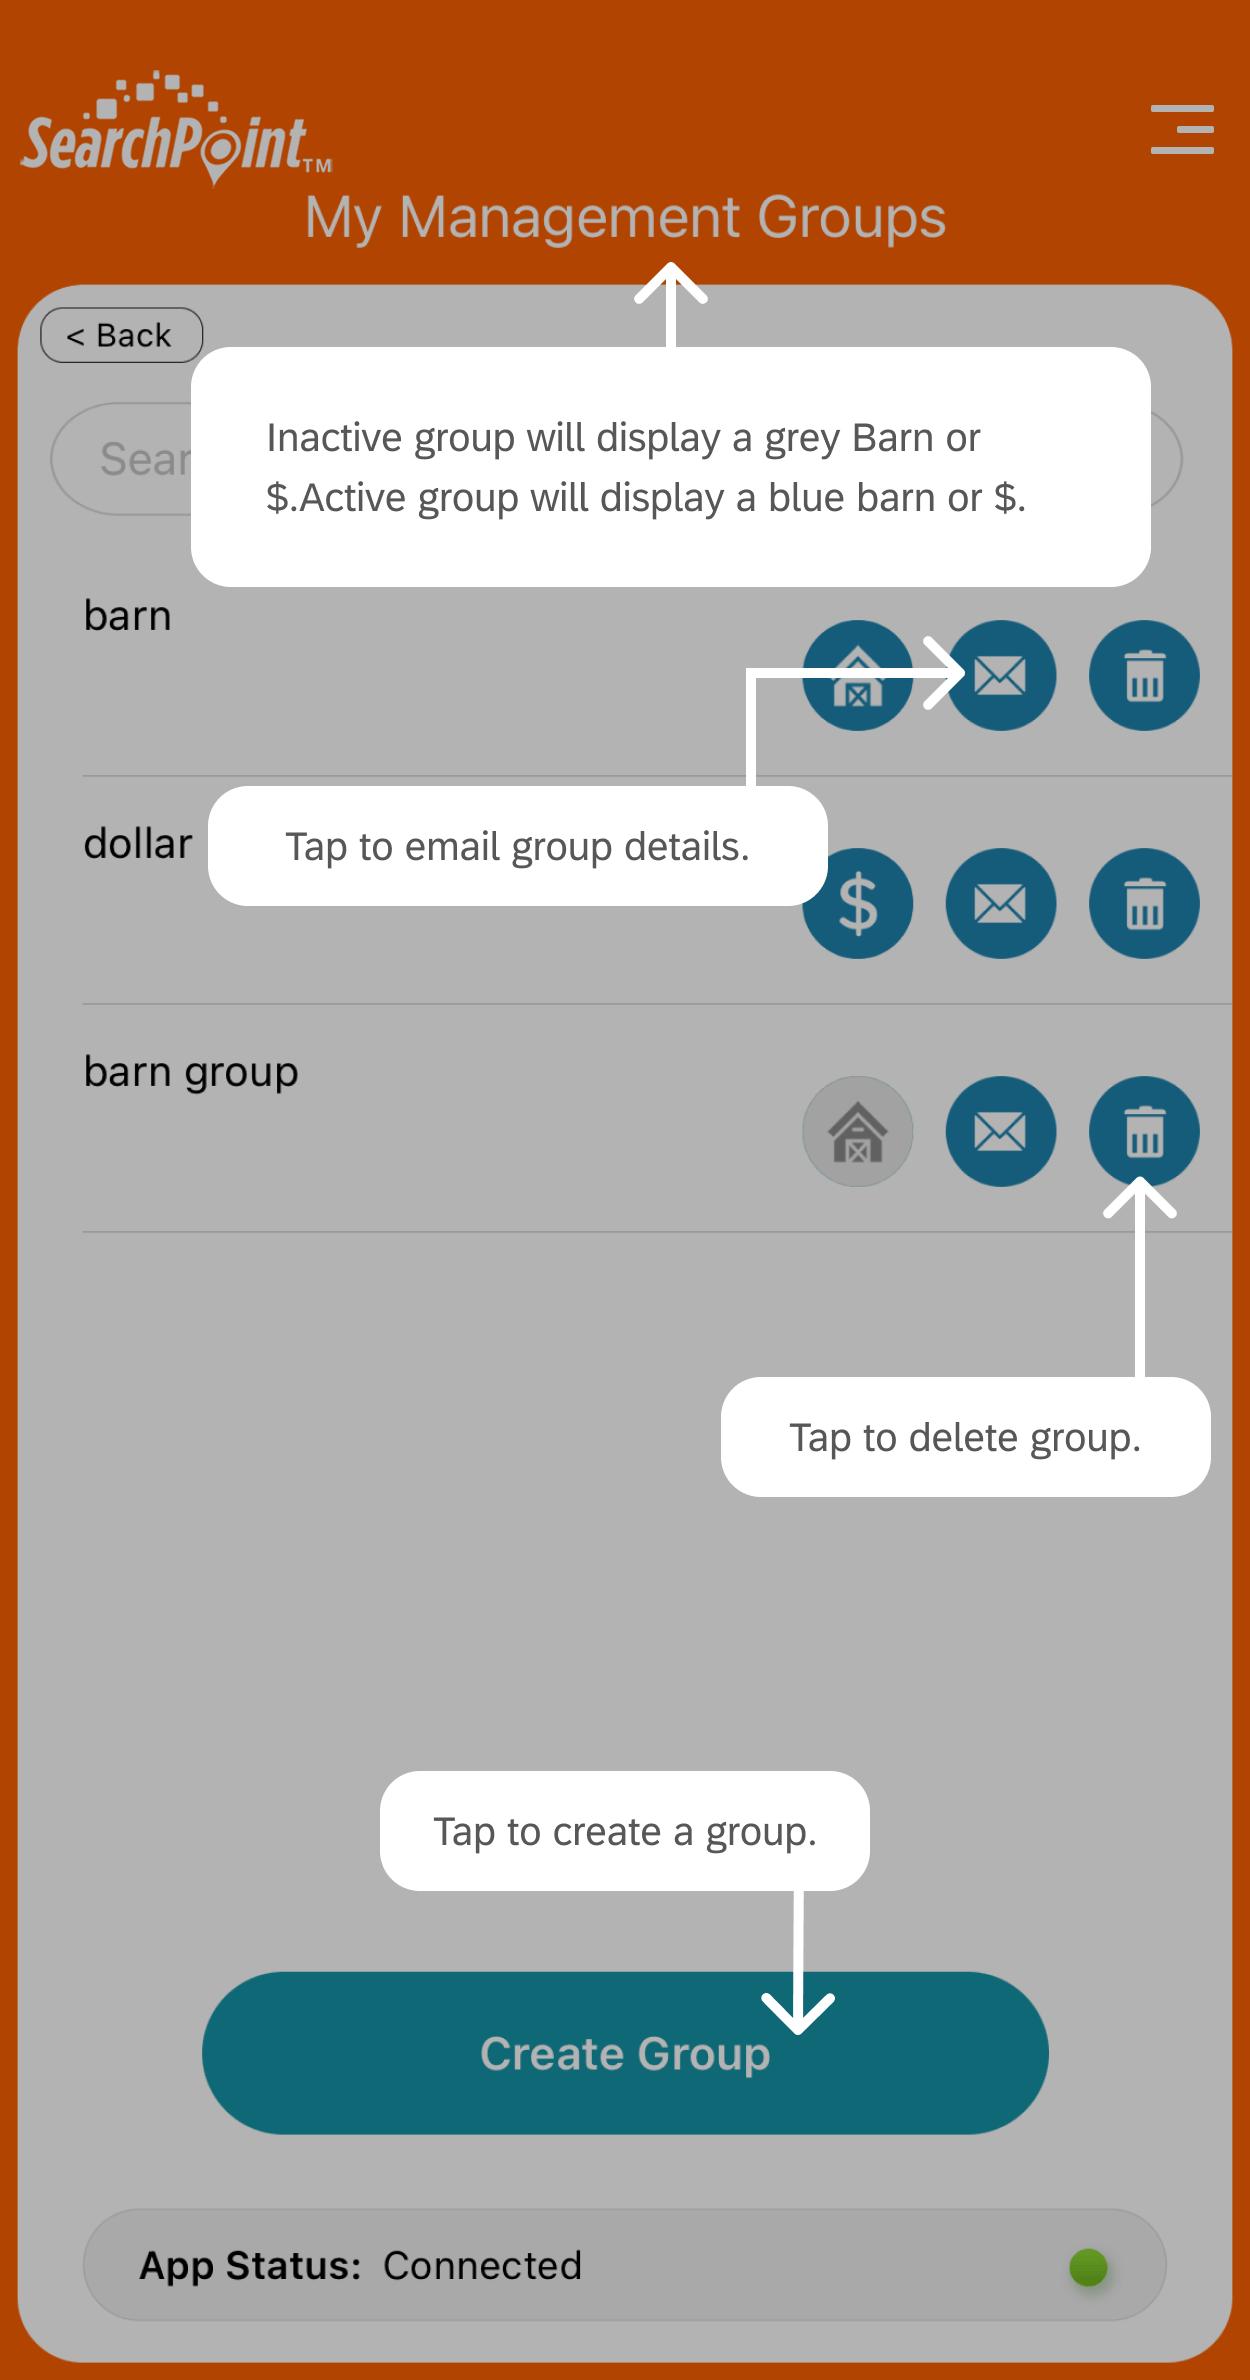 SearchPoint™
My Management Groups
< Back
Inactive group will display a grey Barn or
$.Active group will display a blue barn or $.
barn
Tap to email group details.
dollar
$
barn group
Tap to delete group.
Tap to create a group.
Create Group
App Status: Connected